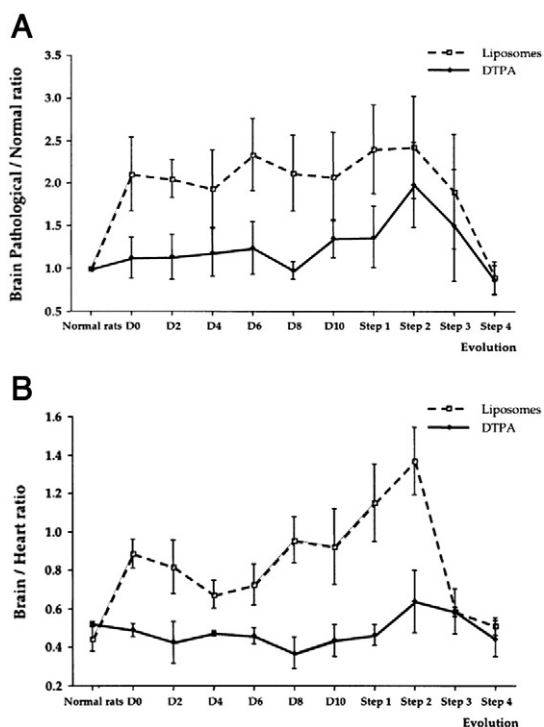 A
Liposomes
DTPA
Brain Pathological / Normal ratio
3.5
3.0
2.5
2.0
1.5
1.0
0.5
Normal rats D0 D2 D4 D6 D8 D10 Step 1 Step 2 Step 3 Step 4
Evolution
B
Liposomes
DTPA
Brain / Heart ratio
1.6
1.4
1.2
1.0
0.8
0.6
0.4
0.2
Normal rats D0 D2 D4 D6 D8 D10 Step 1 Step 2 Step 3 Step 4
Evolution